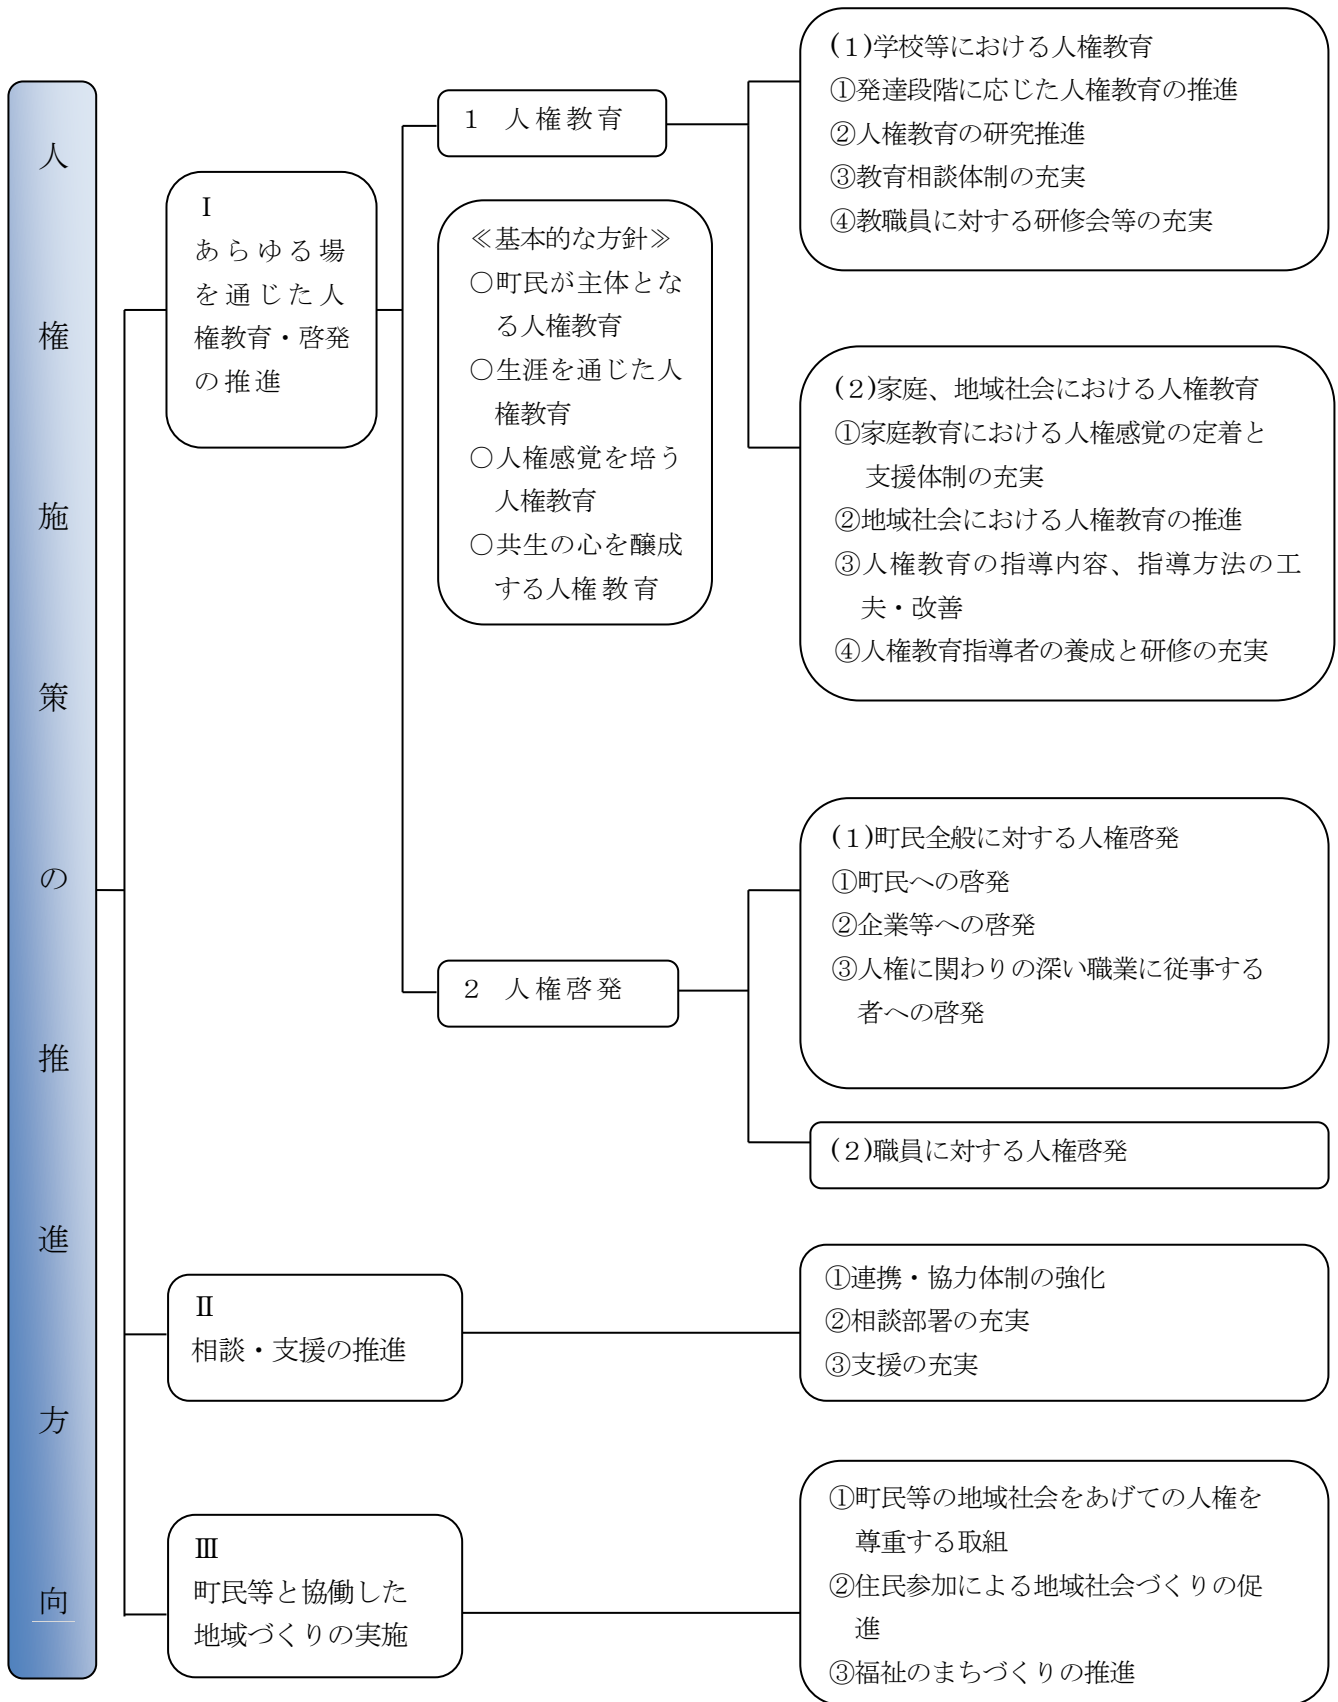 人権施策の推進方向
Ⅰ
あらゆる場
を通じた人
権教育・啓発
の推進
1 人権教育
≪基本的な方針≫
○町民が主体とな
る人権教育
○生涯を通じた人
権教育
○人権感覚を培う
人権教育
○共生の心を醸成
する人権教育
(1)学校等における人権教育
①発達段階に応じた人権教育の推進
②人権教育の研究推進
③教育相談体制の充実
④教職員に対する研修会等の充実
(2)家庭、地域社会における人権教育
①家庭教育における人権感覚の定着と
支援体制の充実
②地域社会における人権教育の推進
③人権教育の指導内容、指導方法の工
夫・改善
④人権教育指導者の養成と研修の充実
2 人権啓発
(1)町民全般に対する人権啓発
①町民への啓発
②企業等への啓発
③人権に関わりの深い職業に従事する
者への啓発
(2)職員に対する人権啓発
Ⅱ
相談・支援の推進
①連携・協力体制の強化
②相談部署の充実
③支援の充実
Ⅲ
町民等と協働した
地域づくりの実施
①町民等の地域社会をあげての人権を
尊重する取組
②住民参加による地域社会づくりの促
進
③福祉のまちづくりの推進